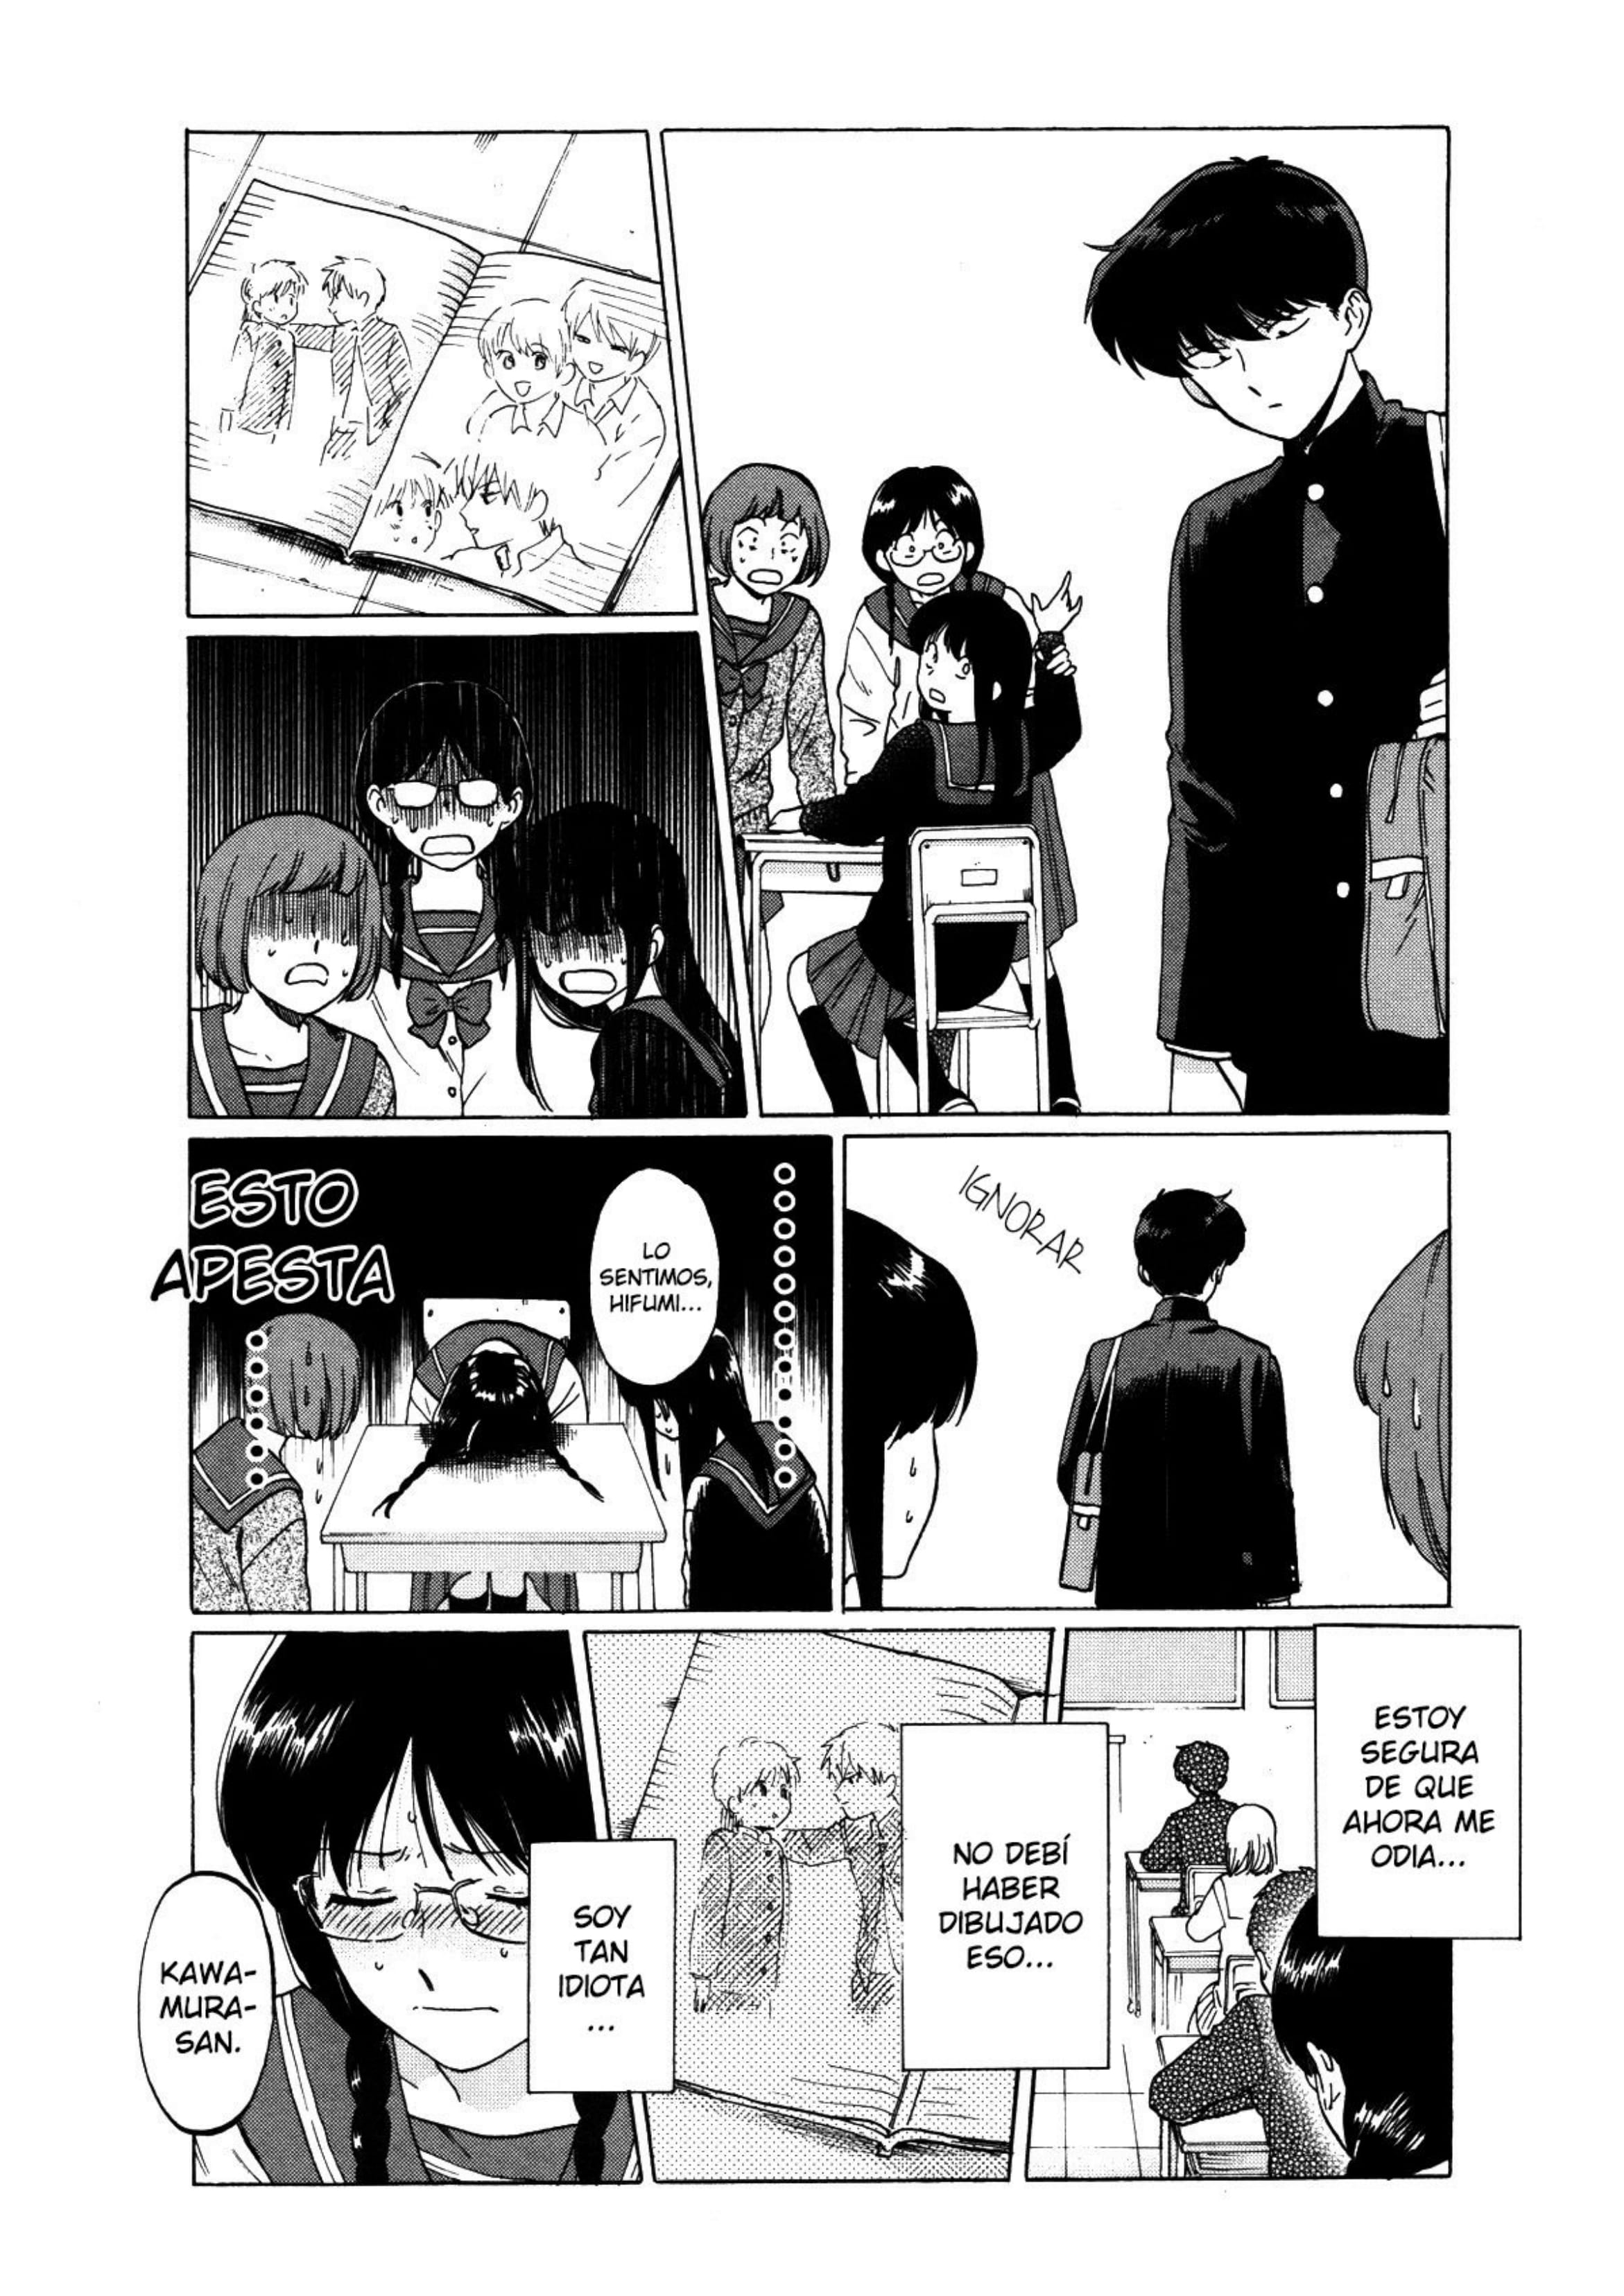 IGNORAR
LO
SENTIMOS,
HIFUMI...
ESTO
APESTA
ESTOY
SEGURA
DE QUE
AHORA ME
ODIA...
NO DEBÍ
HABER
DIBUJADO
ESO...
SOY
TAN
IDIOTA
...
KAWA-
MURA-
SAN.